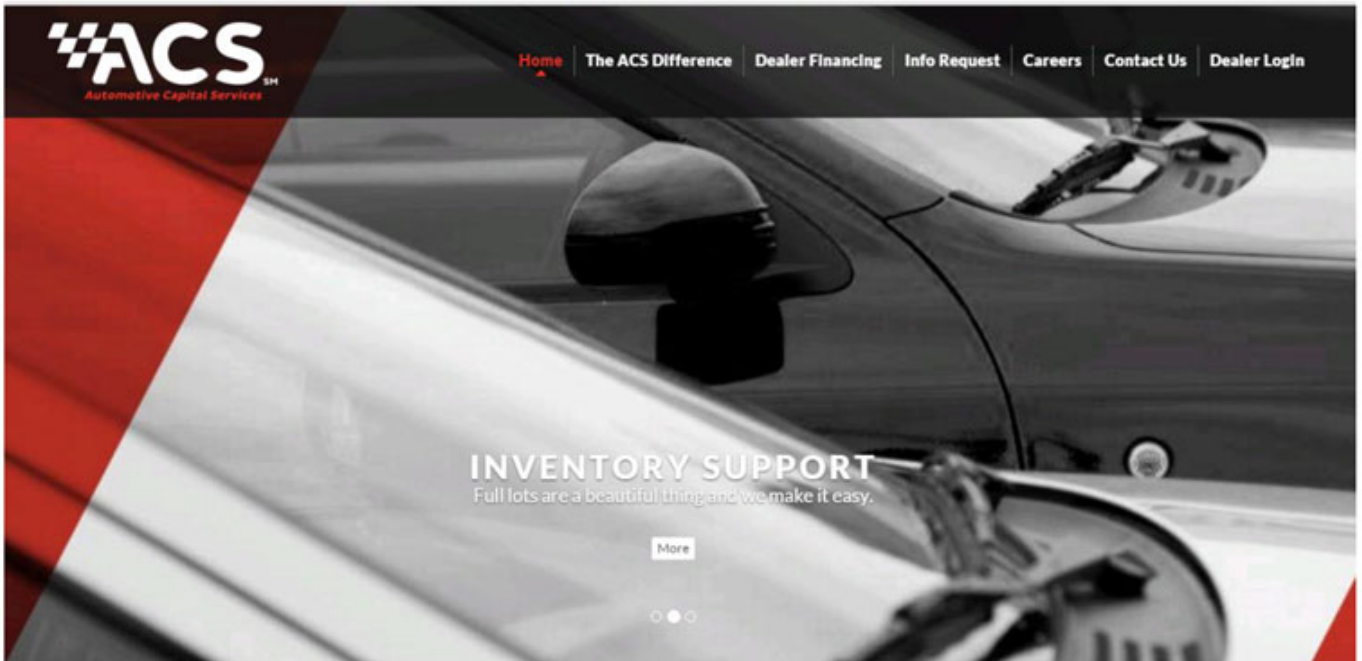 ACS SM
Automotive Capital Services
Home The ACS Difference Dealer Financing Info Request Careers Contact Us Dealer Login
INVENTORY SUPPORT
Full lots are a beautiful thing and we make it easy.
More